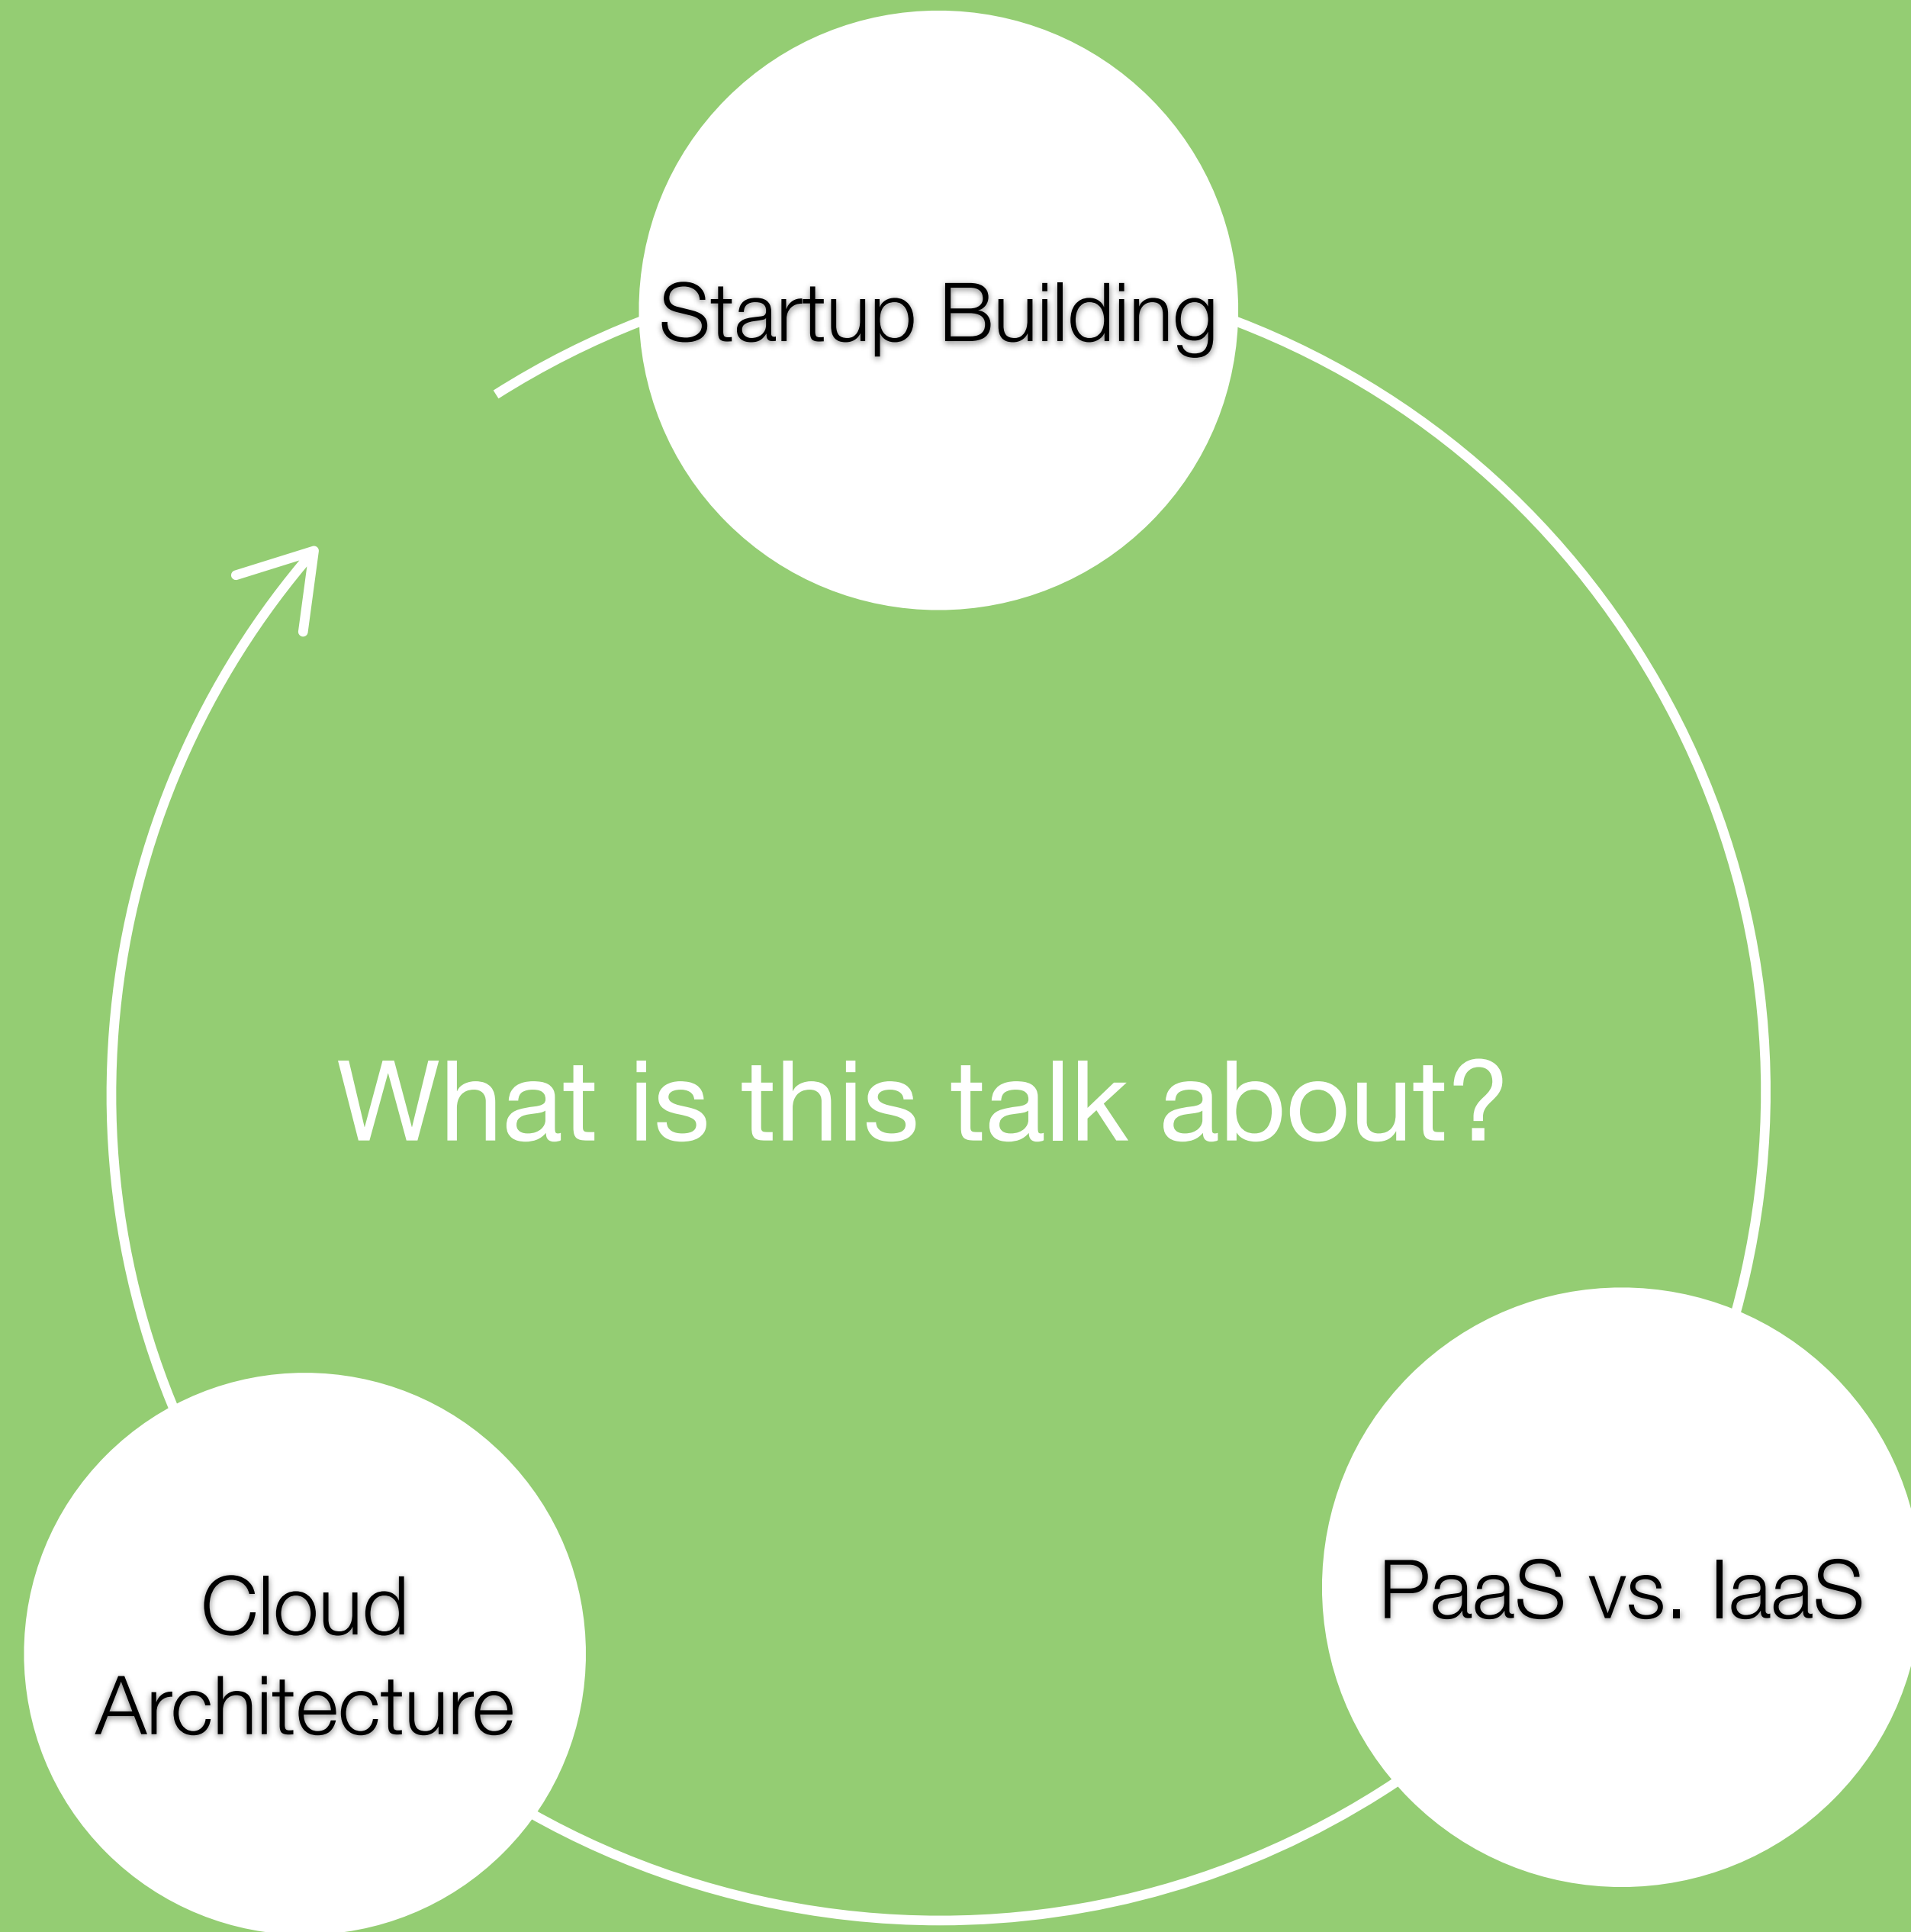 Startup Building
What is this talk about?
PaaS vs. IaaS
Cloud
Architecture